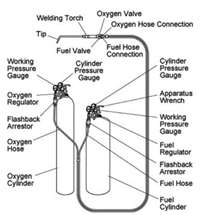 Welding Torch
Oxygen Valve
Oxygen Hose Connection
Tip
Fuel Valve
Fuel Hose
Connection
Working
Pressure
Gauge
Cylinder
Pressure
Gauge
Cylinder
Pressure
Gauge
Oxygen
Regulator
Apparatus
Wrench
Flashback
Arrestor
Working
Pressure
Gauge
Oxygen
Hose
Fuel
Regulator
Flashback
Arrestor
Oxygen
Cylinder
Fuel Hose
Fuel
Cylinder